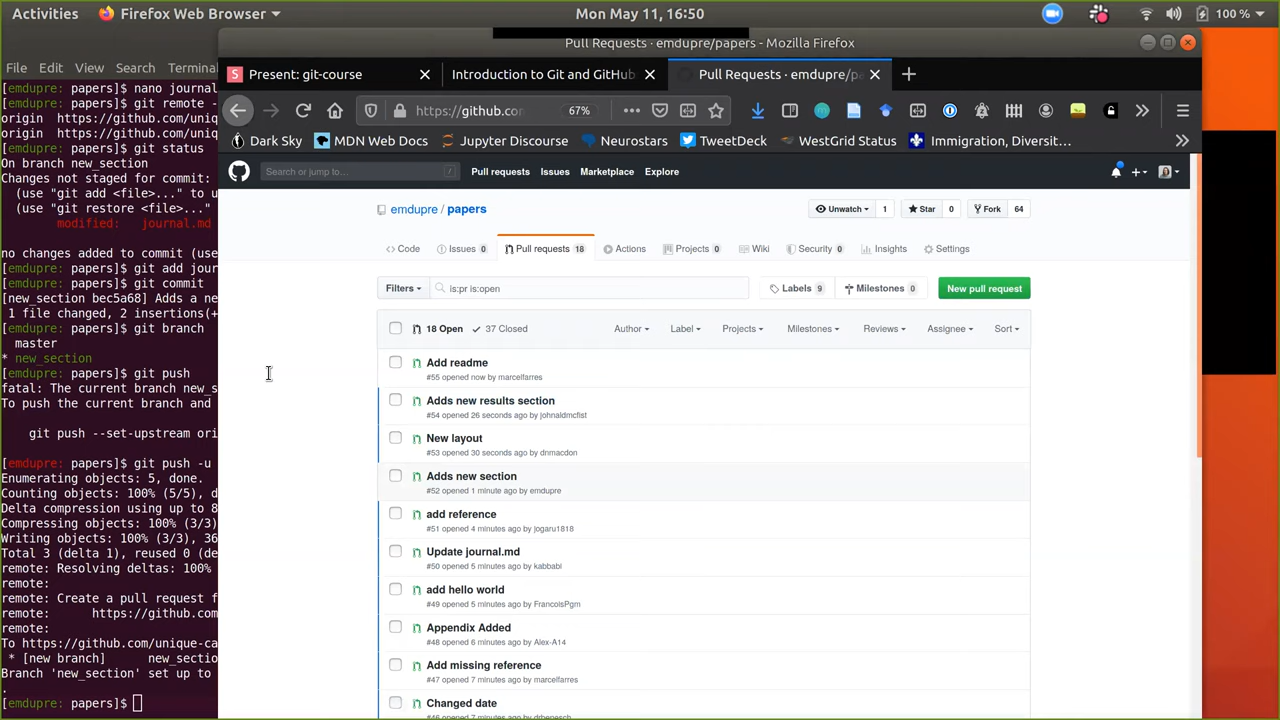 Activities Firefox Web Browser Mon May 11, 16:50 100 %
Pull Requests · emdupre/papers - Mozilla Firefox
File Edit View Search Terminal
Present: git-course Introduction to Git and GitHub Pull Requests · emdupre/pa
https://github.co 67%
Dark Sky MDN Web Docs Jupyter Discourse Neurostars TweetDeck WestGrid Status Immigration, Diversit…
Search or jump to… / Pull requests Issues Marketplace Explore
emdupre / papers Unwatch 1 Star 0 Fork 64
Code Issues 0 Pull requests 18 Actions Projects 0 Wiki Security 0 Insights Settings
Filters is:pr is:open Labels 9 Milestones 0 New pull request
18 Open 37 Closed Author Label Projects Milestones Reviews Assignee Sort
Add readme
#55 opened now by marcelfarres
Adds new results section
#54 opened 26 seconds ago by johnaldmcfist
New layout
#53 opened 30 seconds ago by dnmacdon
Adds new section
#52 opened 1 minute ago by emdupre
add reference
#51 opened 4 minutes ago by jogaru1818
Update journal.md
#50 opened 5 minutes ago by kabbabi
add hello world
#49 opened 5 minutes ago by FrancoisPgm
Appendix Added
#48 opened 6 minutes ago by Alex-A14
Add missing reference
#47 opened 7 minutes ago by marcelfarres
Changed date
[emdupre: papers]$ nano journal
[emdupre: papers]$ git remote -
origin https://github.com/uniq
origin https://github.com/uniq
[emdupre: papers]$ git status
On branch new_section
Changes not staged for commit:
(use "git add <file>..." to u
(use "git restore <file>..."
modified: journal.md
no changes added to commit (use
[emdupre: papers]$ git add jour
[emdupre: papers]$ git commit
[new_section bec5a68] Adds a ne
1 file changed, 2 insertions(+
[emdupre: papers]$ git branch
master
* new_section
[emdupre: papers]$ git push
fatal: The current branch new_s
To push the current branch and
git push --set-upstream ori
[emdupre: papers]$ git push -u
Enumerating objects: 5, done.
Counting objects: 100% (5/5), d
Delta compression using up to 8
Compressing objects: 100% (3/3)
Writing objects: 100% (3/3), 36
Total 3 (delta 1), reused 0 (de
remote: Resolving deltas: 100%
remote:
remote: Create a pull request f
remote: https://github.com
remote:
To https://github.com/unique-ca
* [new branch] new_sectio
Branch 'new_section' set up to
.
[emdupre: papers]$